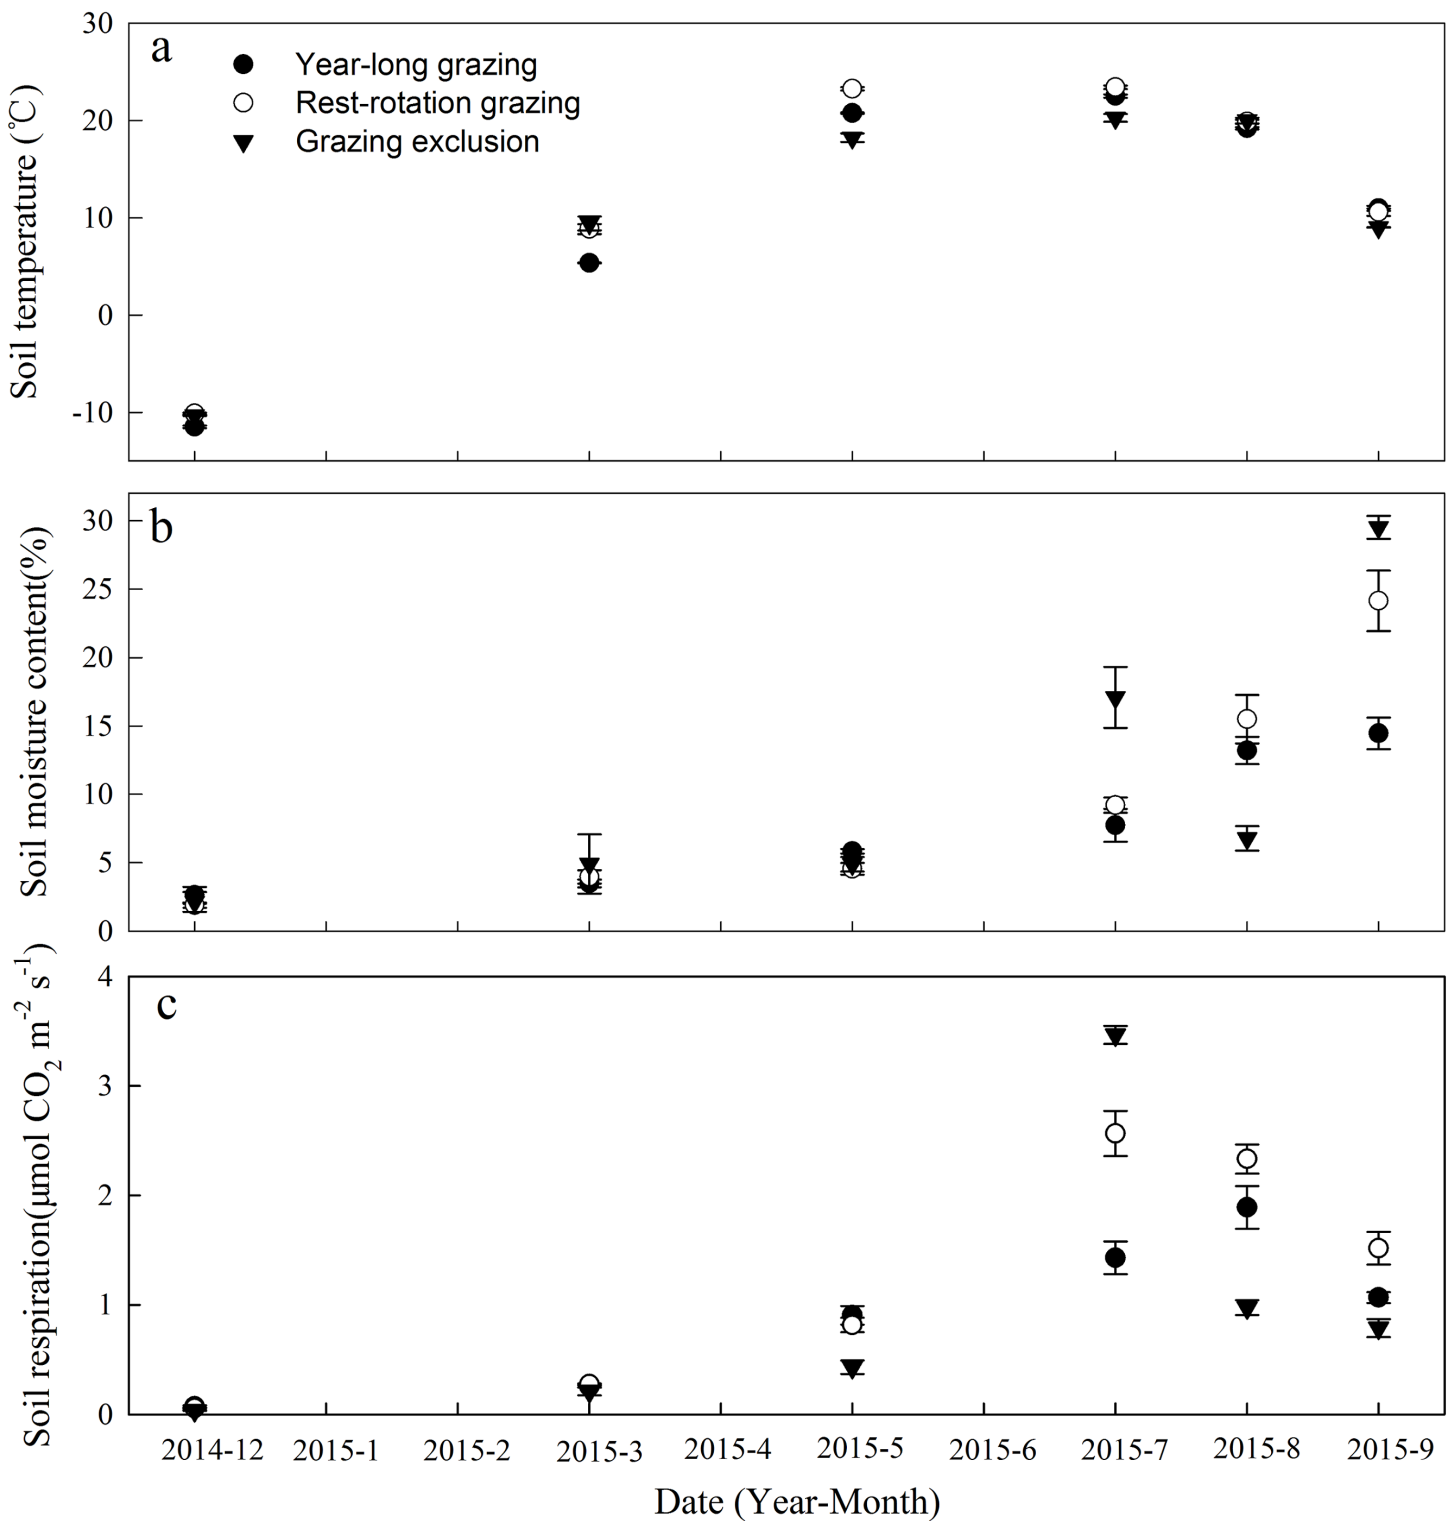 a
Year-long grazing
Rest-rotation grazing
Grazing exclusion
Soil temperature (℃)
30
20
10
0
-10
b
Soil moisture content(%)
30
25
20
15
10
5
0
c
Soil respiration(μmol CO₂ m⁻² s⁻¹)
4
3
2
1
0
2014-12 2015-1 2015-2 2015-3 2015-4 2015-5 2015-6 2015-7 2015-8 2015-9
Date (Year-Month)